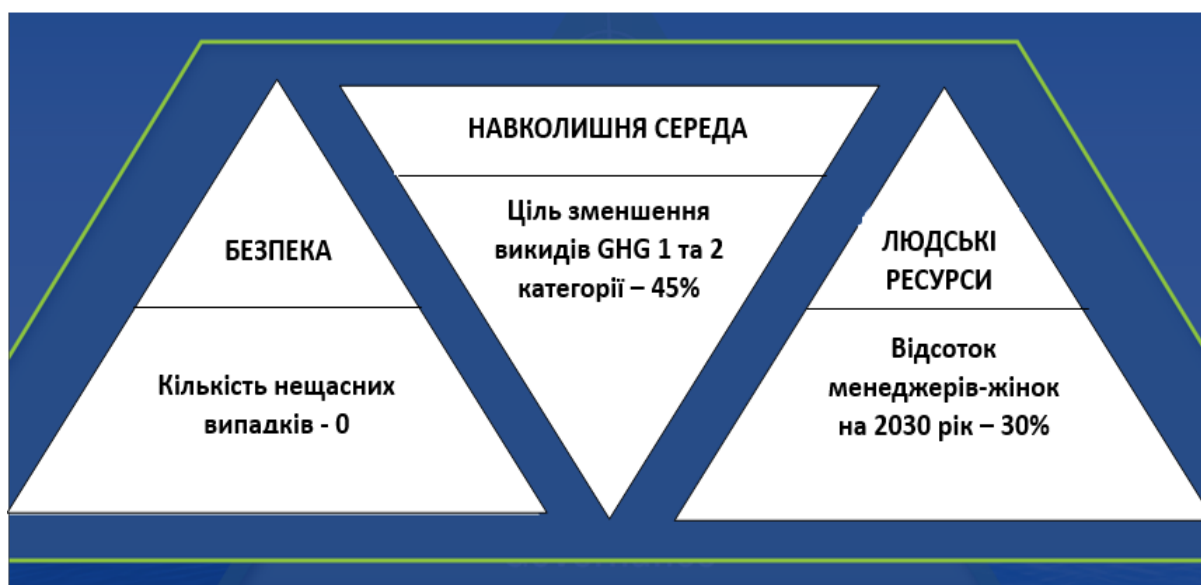 БЕЗПЕКА
Кількість нещасних
випадків - 0
НАВКОЛИШНЯ СЕРЕДА
Ціль зменшення
викидів GHG 1 та 2
категорії – 45%
ЛЮДСЬКІ
РЕСУРСИ
Відсоток
менеджерів-жінок
на 2030 рік – 30%